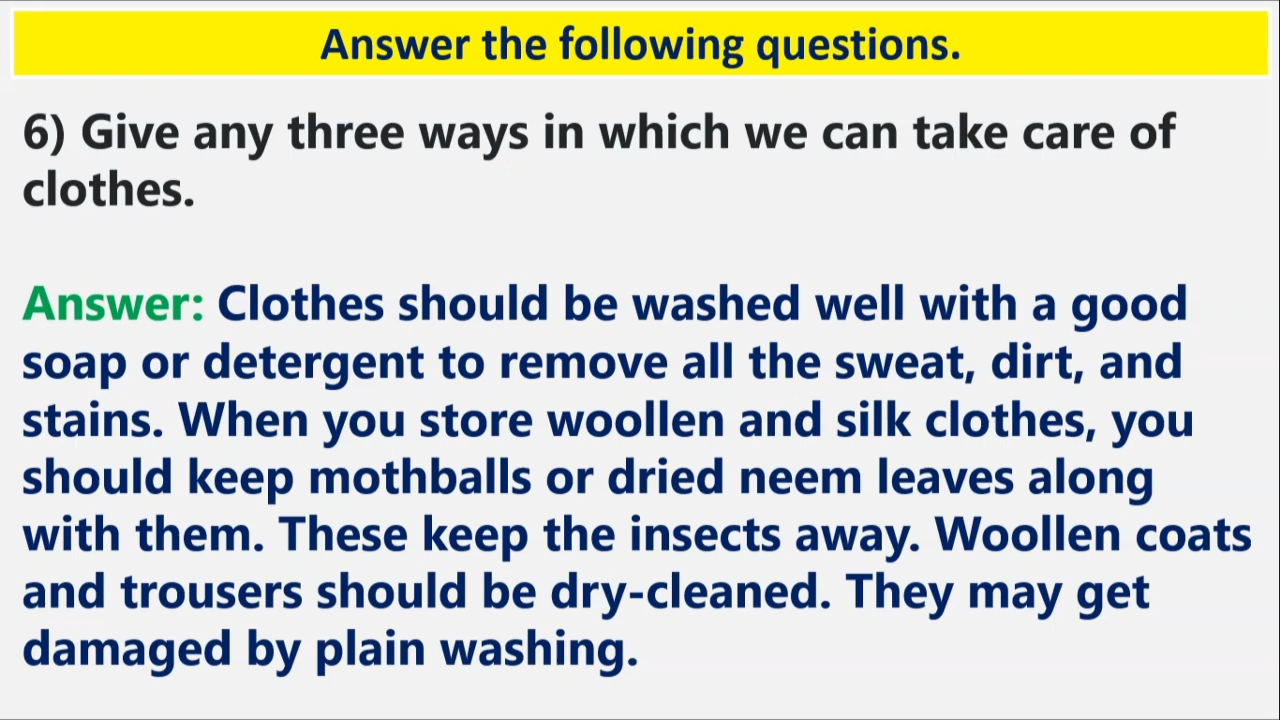 Answer the following questions.
6) Give any three ways in which we can take care of
clothes.
Answer: Clothes should be washed well with a good
soap or detergent to remove all the sweat, dirt, and
stains. When you store woollen and silk clothes, you
should keep mothballs or dried neem leaves along
with them. These keep the insects away. Woollen coats
and trousers should be dry-cleaned. They may get
damaged by plain washing.